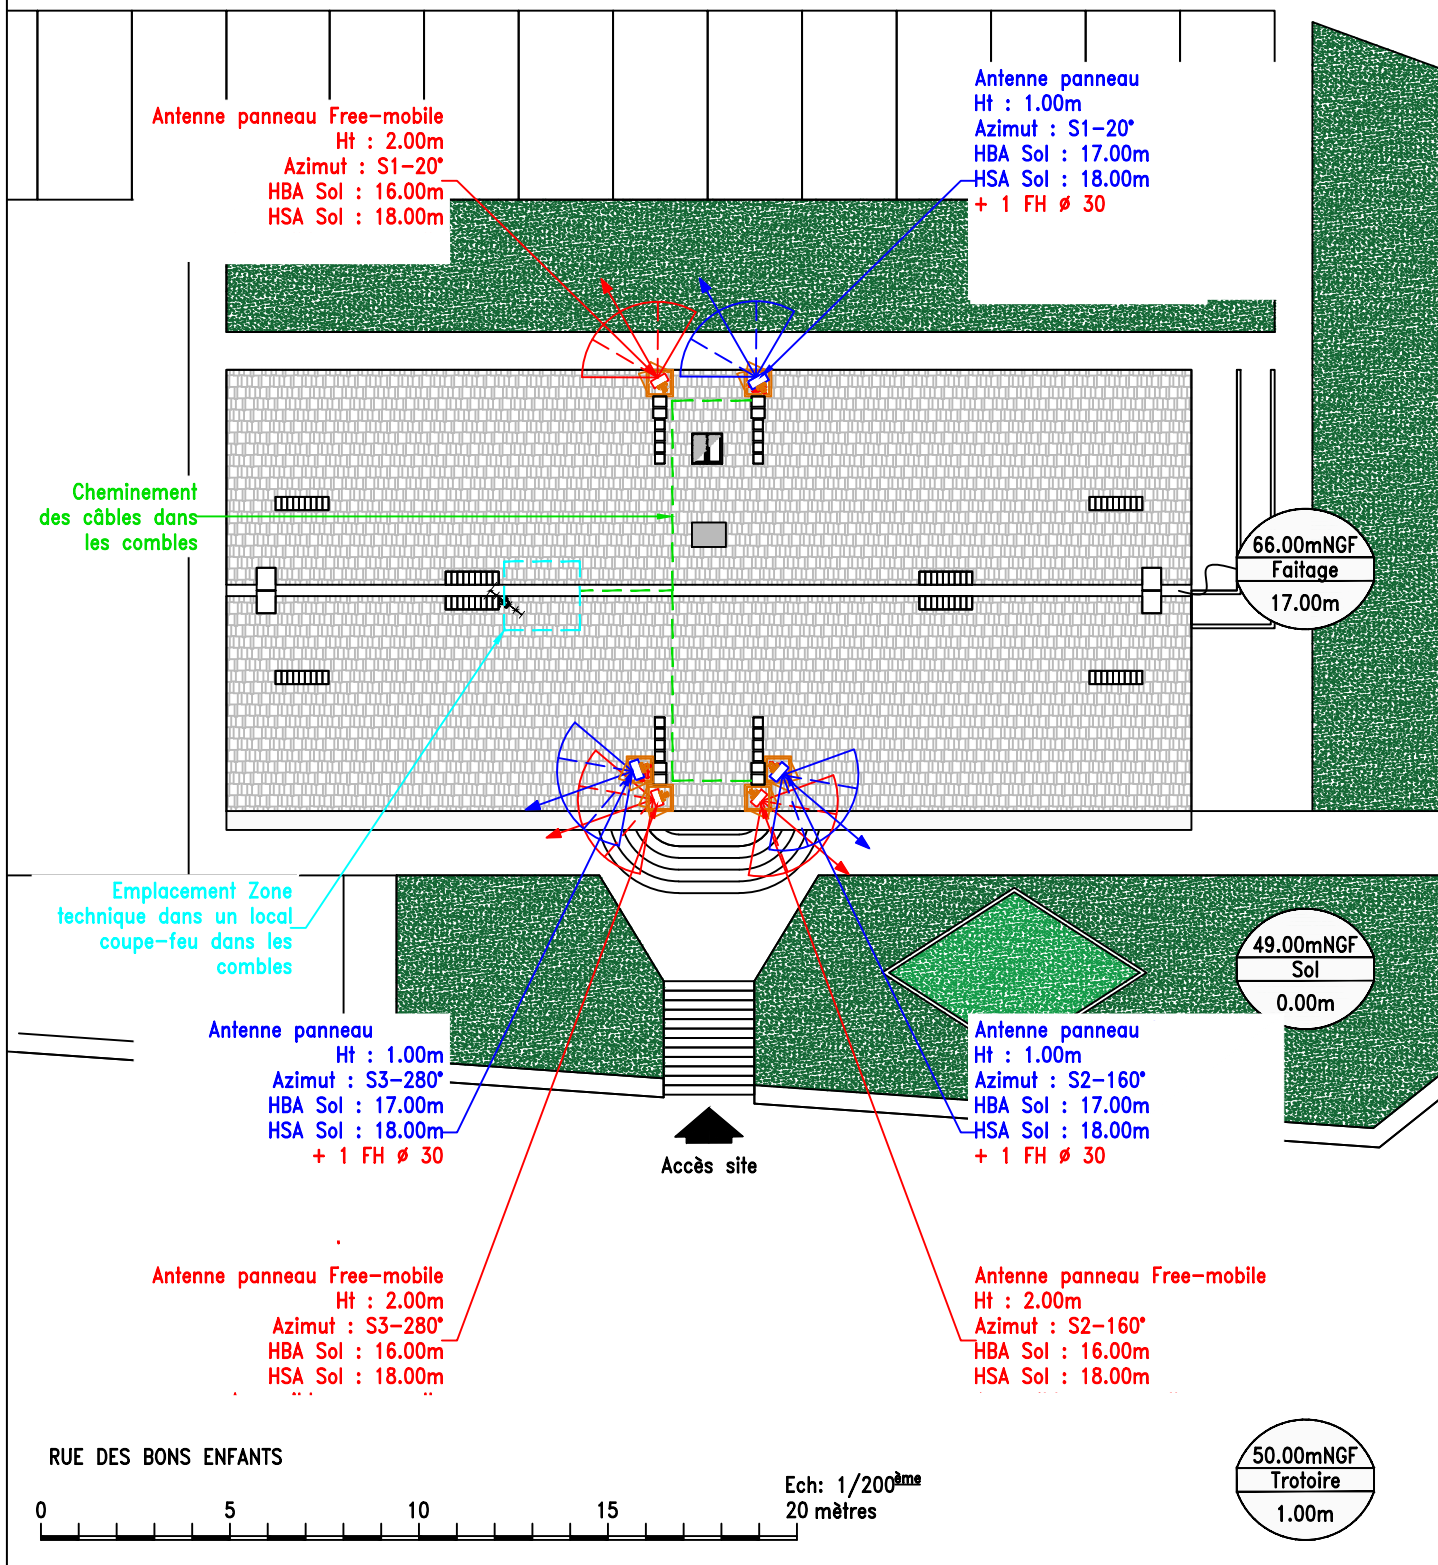 Antenne panneau Free-mobile
Ht : 2.00m
Azimut : S1-20°
HBA Sol : 16.00m
HSA Sol : 18.00m
Antenne panneau
Ht : 1.00m
Azimut : S1-20°
HBA Sol : 17.00m
HSA Sol : 18.00m
+ 1 FH ø 30
Cheminement
des câbles dans
les combles
66.00mNGF
Faitage
17.00m
Emplacement Zone
technique dans un local
coupe-feu dans les
combles
49.00mNGF
Sol
0.00m
Antenne panneau
Ht : 1.00m
Azimut : S3-280°
HBA Sol : 17.00m
HSA Sol : 18.00m
+ 1 FH ø 30
Antenne panneau
Ht : 1.00m
Azimut : S2-160°
HBA Sol : 17.00m
HSA Sol : 18.00m
+ 1 FH ø 30
Accès site
Antenne panneau Free-mobile
Ht : 2.00m
Azimut : S3-280°
HBA Sol : 16.00m
HSA Sol : 18.00m
Antenne panneau Free-mobile
Ht : 2.00m
Azimut : S2-160°
HBA Sol : 16.00m
HSA Sol : 18.00m
RUE DES BONS ENFANTS
Ech: 1/200ème
0 5 10 15 20 mètres
50.00mNGF
Trotoire
1.00m